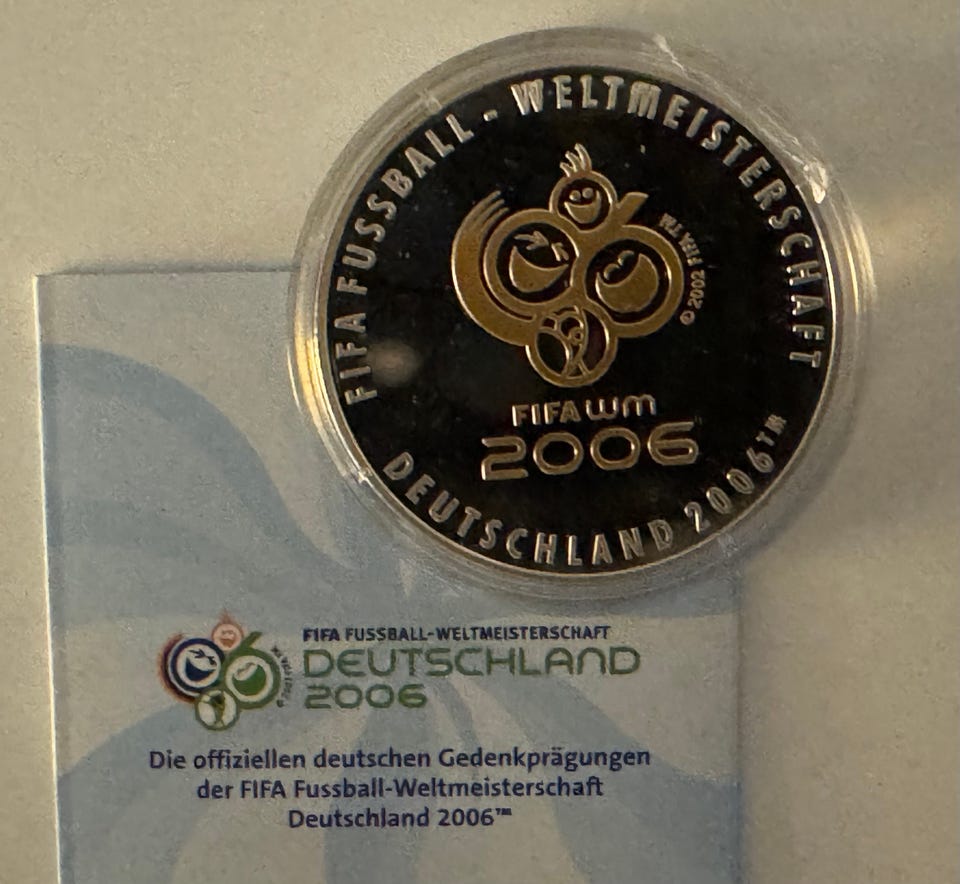 FIFA FUSSBALL - WELTMEISTERSCHAFT
© 2002 FIFA TM
FIFA WM
2006
DEUTSCHLAND 2006™
FIFA FUSSBALL-WELTMEISTERSCHAFT
DEUTSCHLAND
2006
Die offiziellen deutschen Gedenkprägungen
der FIFA Fussball-Weltmeisterschaft
Deutschland 2006™